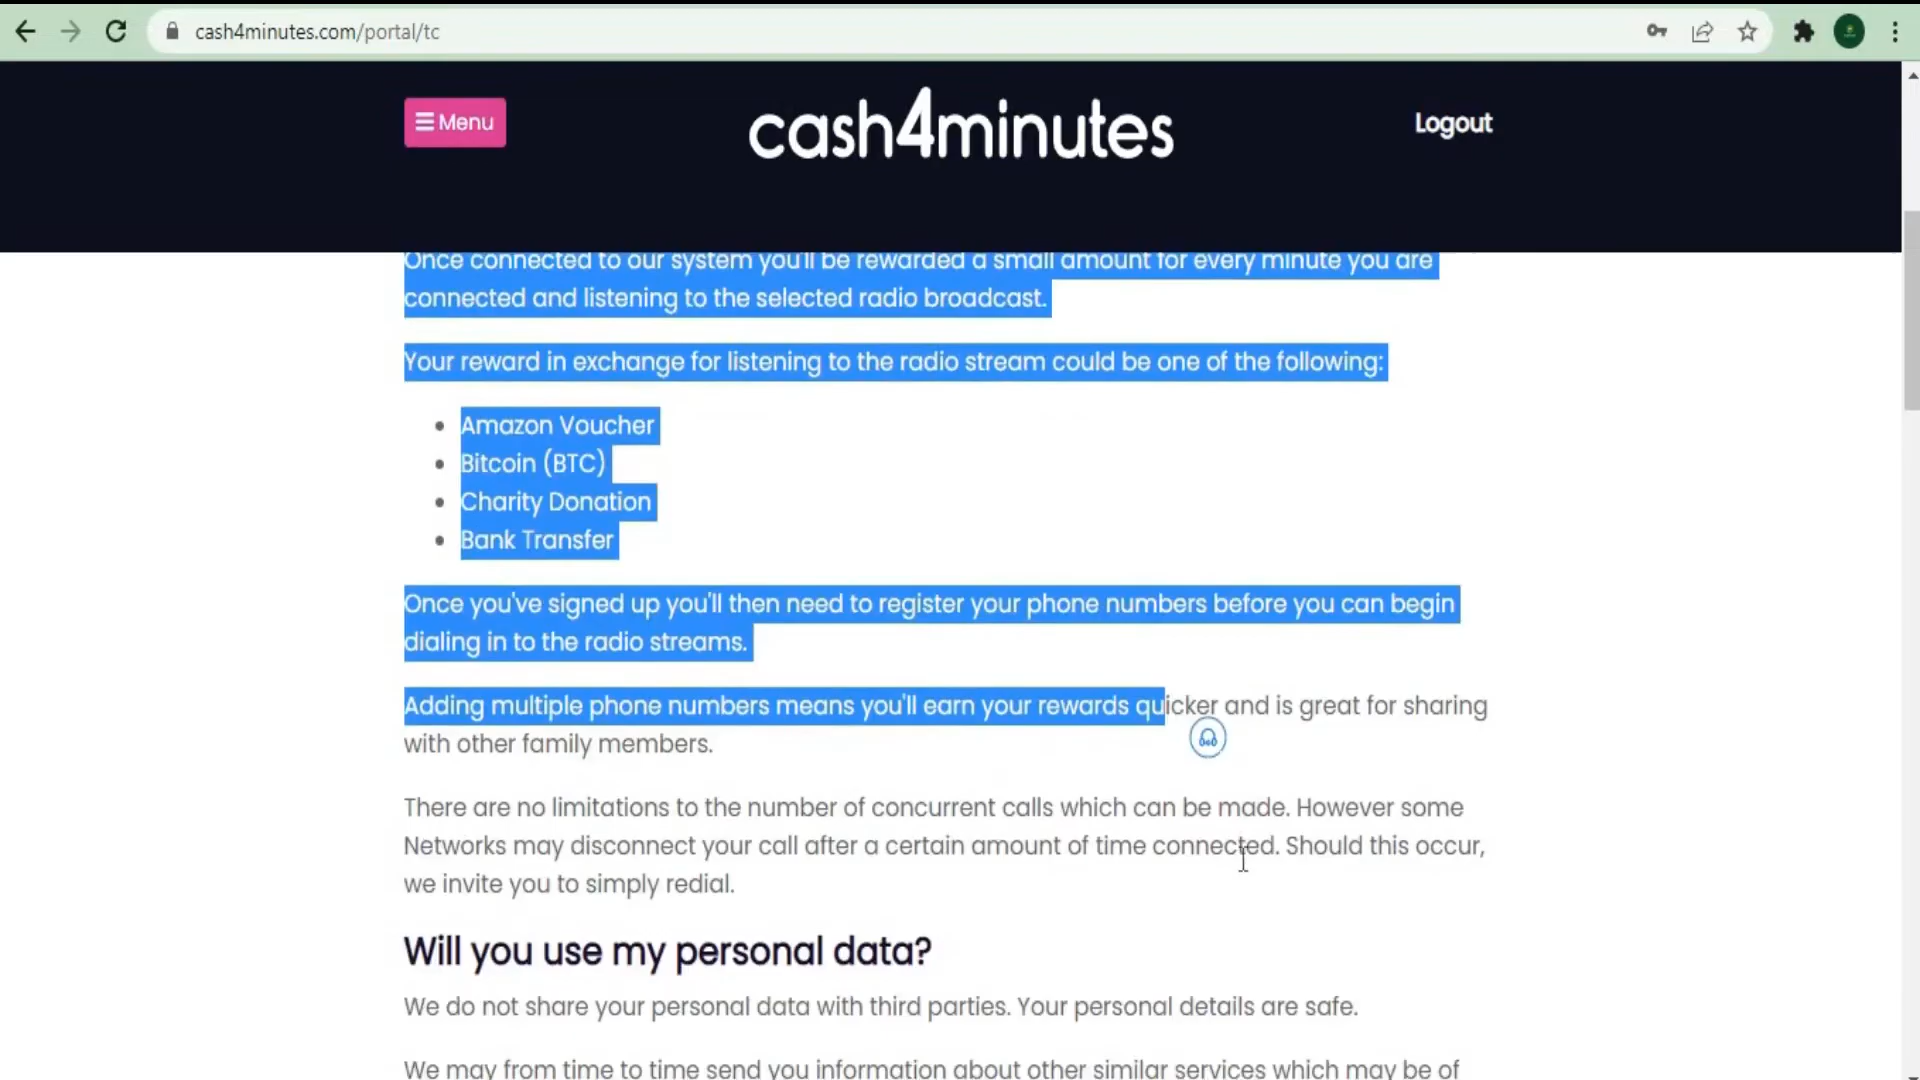 cash4minutes.com/portal/tc
Menu
cash4minutes
Logout
Once connected to our system you'll be rewarded a small amount for every minute you are
connected and listening to the selected radio broadcast.
Your reward in exchange for listening to the radio stream could be one of the following:
Amazon Voucher
Bitcoin (BTC)
Charity Donation
Bank Transfer
Once you've signed up you'll then need to register your phone numbers before you can begin
dialing in to the radio streams.
Adding multiple phone numbers means you'll earn your rewards quicker and is great for sharing
with other family members.
There are no limitations to the number of concurrent calls which can be made. However some
Networks may disconnect your call after a certain amount of time connected. Should this occur,
we invite you to simply redial.
Will you use my personal data?
We do not share your personal data with third parties. Your personal details are safe.
We may from time to time send you information about other similar services which may be of